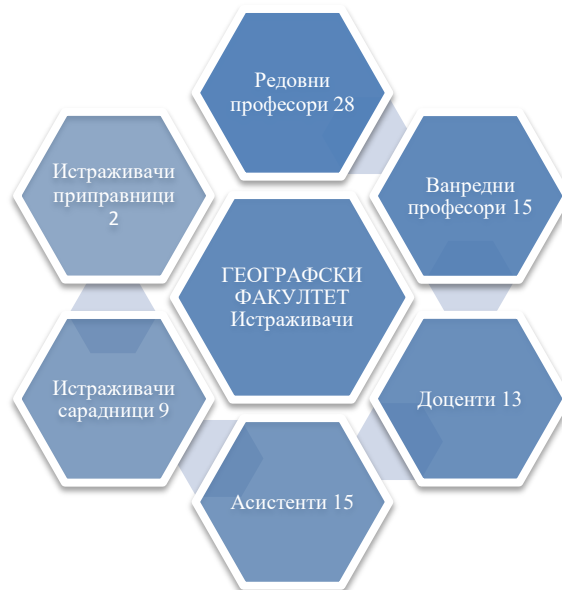 Редовни
професори 28
Ванредни
професори 15
Доценти 13
Асистенти 15
Истраживачи
сарадници 9
Истраживачи
приправници
2
ГЕОГРАФСКИ
ФАКУЛТЕТ
Истраживачи